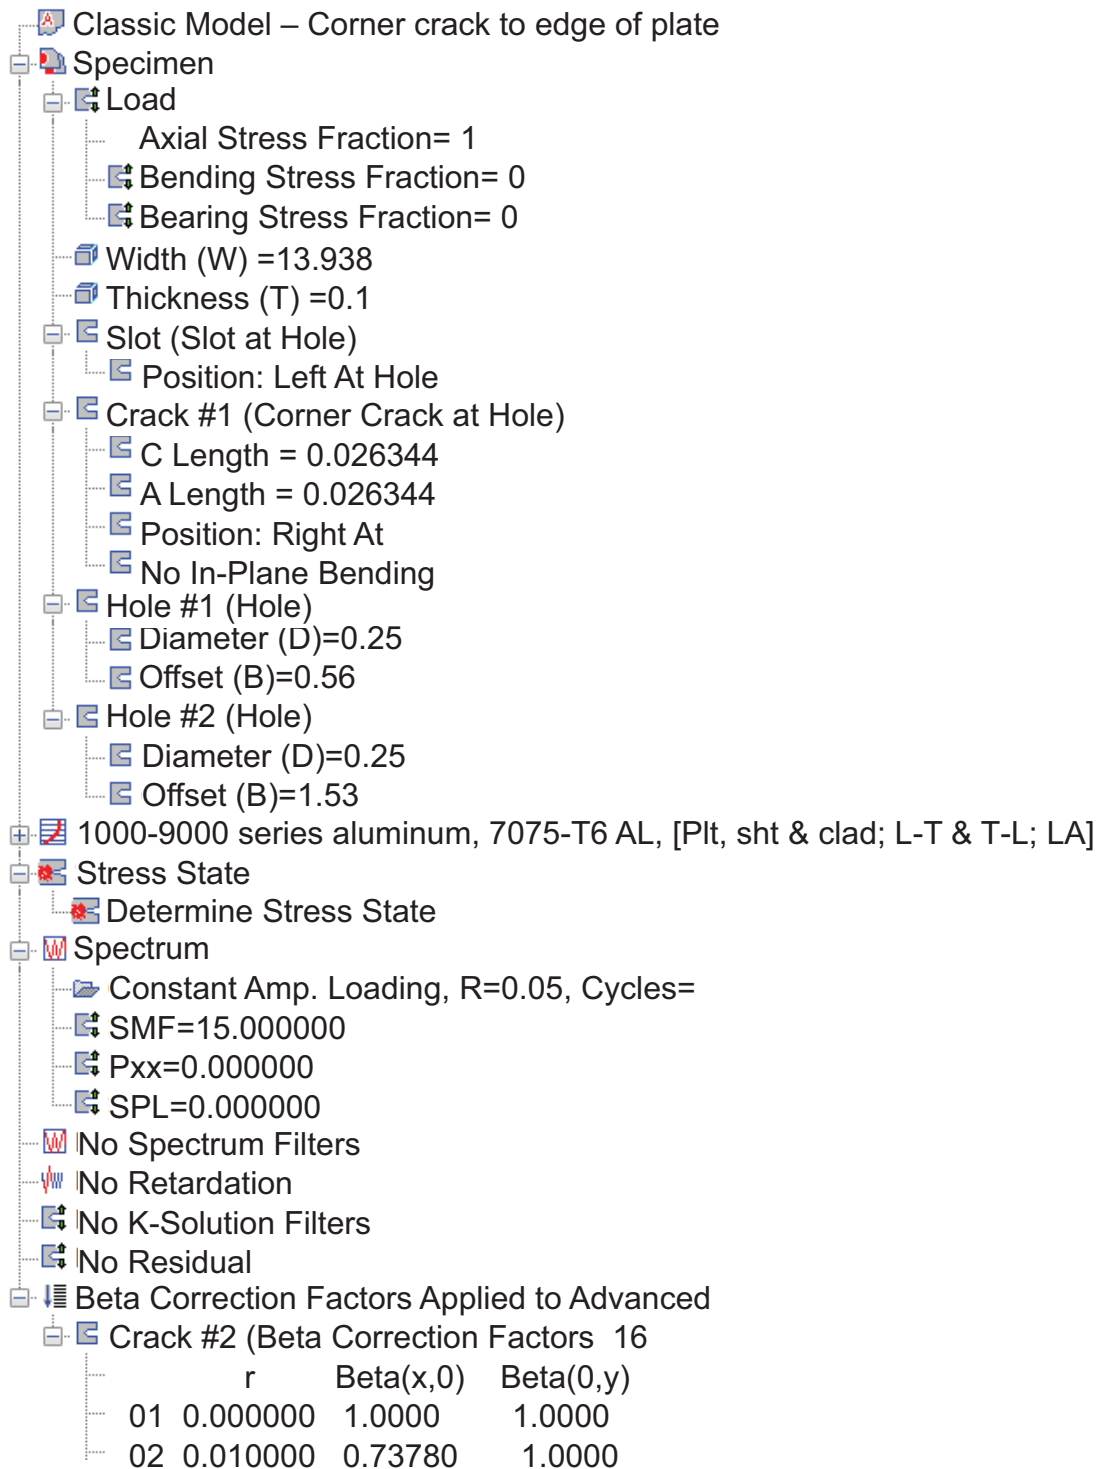 Classic Model – Corner crack to edge of plate
Specimen
Load
Axial Stress Fraction= 1
Bending Stress Fraction= 0
Bearing Stress Fraction= 0
Width (W) =13.938
Thickness (T) =0.1
Slot (Slot at Hole)
Position: Left At Hole
Crack #1 (Corner Crack at Hole)
C Length = 0.026344
A Length = 0.026344
Position: Right At
No In-Plane Bending
Hole #1 (Hole)
Diameter (D)=0.25
Offset (B)=0.56
Hole #2 (Hole)
Diameter (D)=0.25
Offset (B)=1.53
1000-9000 series aluminum, 7075-T6 AL, [Plt, sht & clad; L-T & T-L; LA]
Stress State
Determine Stress State
Spectrum
Constant Amp. Loading, R=0.05, Cycles=
SMF=15.000000
Pxx=0.000000
SPL=0.000000
No Spectrum Filters
No Retardation
No K-Solution Filters
No Residual
Beta Correction Factors Applied to Advanced
Crack #2 (Beta Correction Factors 16
r Beta(x,0) Beta(0,y)
01 0.000000 1.0000 1.0000
02 0.010000 0.73780 1.0000